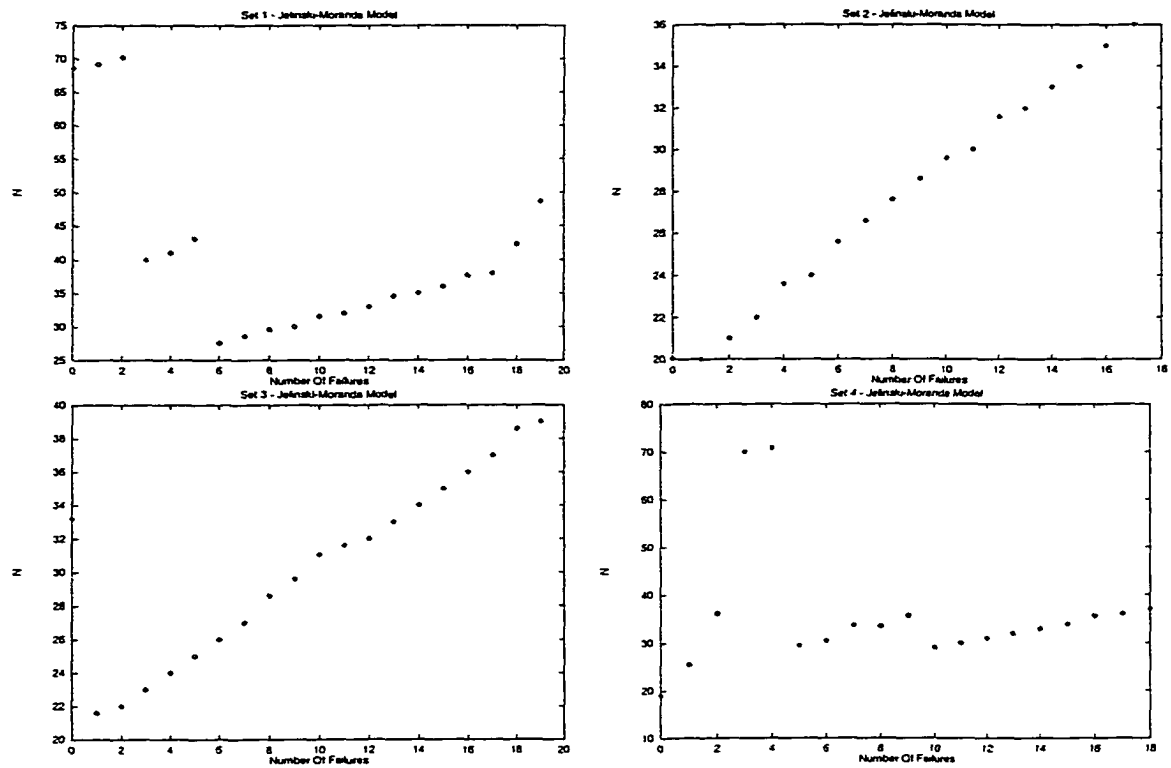 Set 1 - Jelinski-Moranda Model
75
70
65
60
55
50
45
40
35
30
25
N
0 2 4 6 8 10 12 14 16 18 20
Number Of Failures
Set 2 - Jelinski-Moranda Model
36
34
32
30
28
26
24
22
20
N
0 2 4 6 8 10 12 14 16 18
Number Of Failures
Set 3 - Jelinski-Moranda Model
40
38
36
34
32
30
28
26
24
22
20
N
0 2 4 6 8 10 12 14 16 18 20
Number Of Failures
Set 4 - Jelinski-Moranda Model
80
70
60
50
40
30
20
10
N
0 2 4 6 8 10 12 14 16 18
Number Of Failures